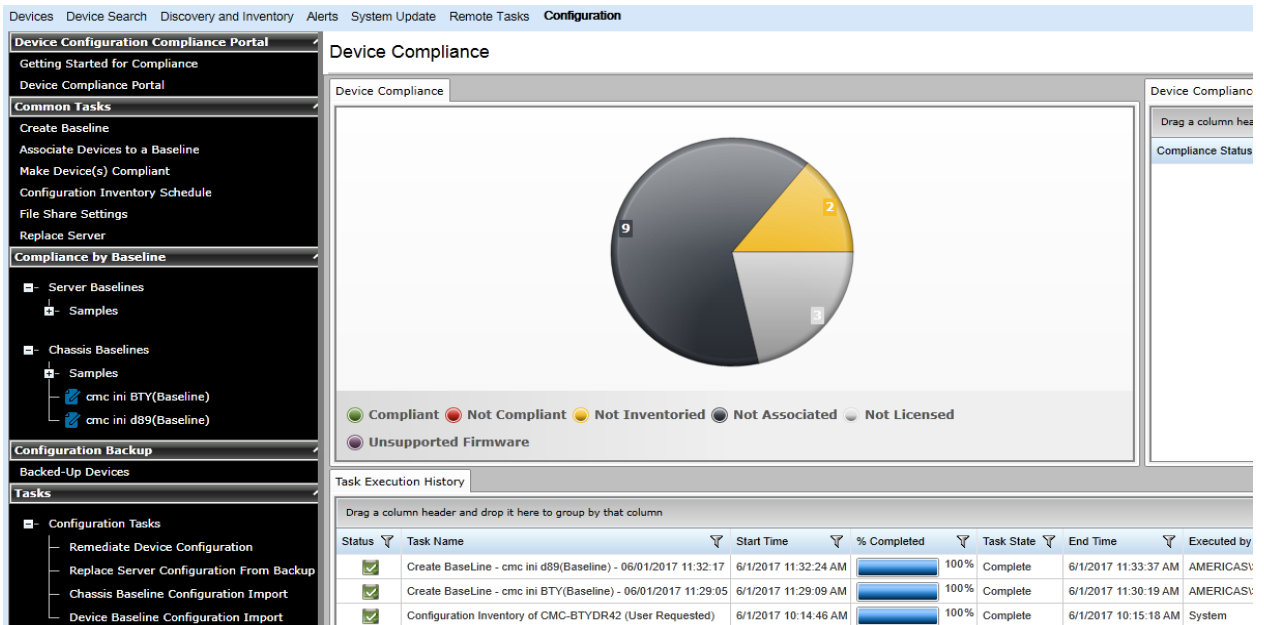 Devices Device Search Discovery and Inventory Alerts System Update Remote Tasks Configuration
Device Configuration Compliance Portal
Getting Started for Compliance
Device Compliance Portal
Common Tasks
Create Baseline
Associate Devices to a Baseline
Make Device(s) Compliant
Configuration Inventory Schedule
File Share Settings
Replace Server
Compliance by Baseline
Server Baselines
Samples
Chassis Baselines
Samples
cmc ini BTY(Baseline)
cmc ini d89(Baseline)
Configuration Backup
Backed-Up Devices
Tasks
Configuration Tasks
Remediate Device Configuration
Replace Server Configuration From Backup
Chassis Baseline Configuration Import
Device Baseline Configuration Import
Device Compliance
Device Compliance
2
9
3
Compliant Not Compliant Not Inventoried Not Associated Not Licensed
Unsupported Firmware
Device Complianc
Drag a column hea
Compliance Status
Task Execution History
Drag a column header and drop it here to group by that column
Status Task Name Start Time % Completed Task State End Time Executed by
Create BaseLine - cmc ini d89(Baseline) - 06/01/2017 11:32:17 6/1/2017 11:32:24 AM 100% Complete 6/1/2017 11:33:37 AM AMERICAS\
Create BaseLine - cmc ini BTY(Baseline) - 06/01/2017 11:29:05 6/1/2017 11:29:09 AM 100% Complete 6/1/2017 11:30:19 AM AMERICAS\
Configuration Inventory of CMC-BTYDR42 (User Requested) 6/1/2017 10:14:46 AM 100% Complete 6/1/2017 10:15:18 AM System